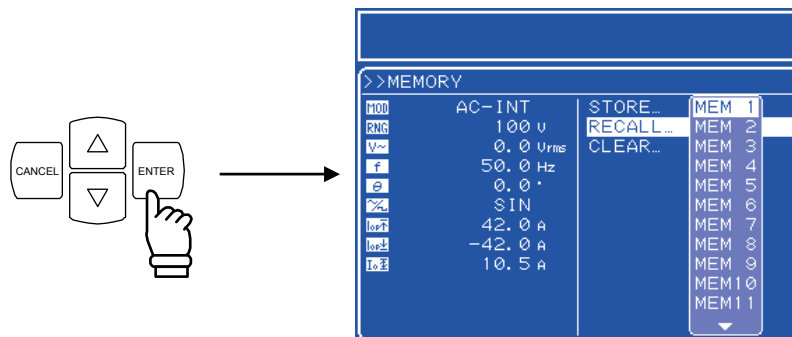 CANCEL
ENTER
>>MEMORY
MOD AC-INT
RNG 100 V
V~ 0.0 Vrms
f 50.0 Hz
θ 0.0 °
SIN
42.0 A
-42.0 A
10.5 A
STORE…
RECALL…
CLEAR…
MEM 1
MEM 2
MEM 3
MEM 4
MEM 5
MEM 6
MEM 7
MEM 8
MEM 9
MEM10
MEM11